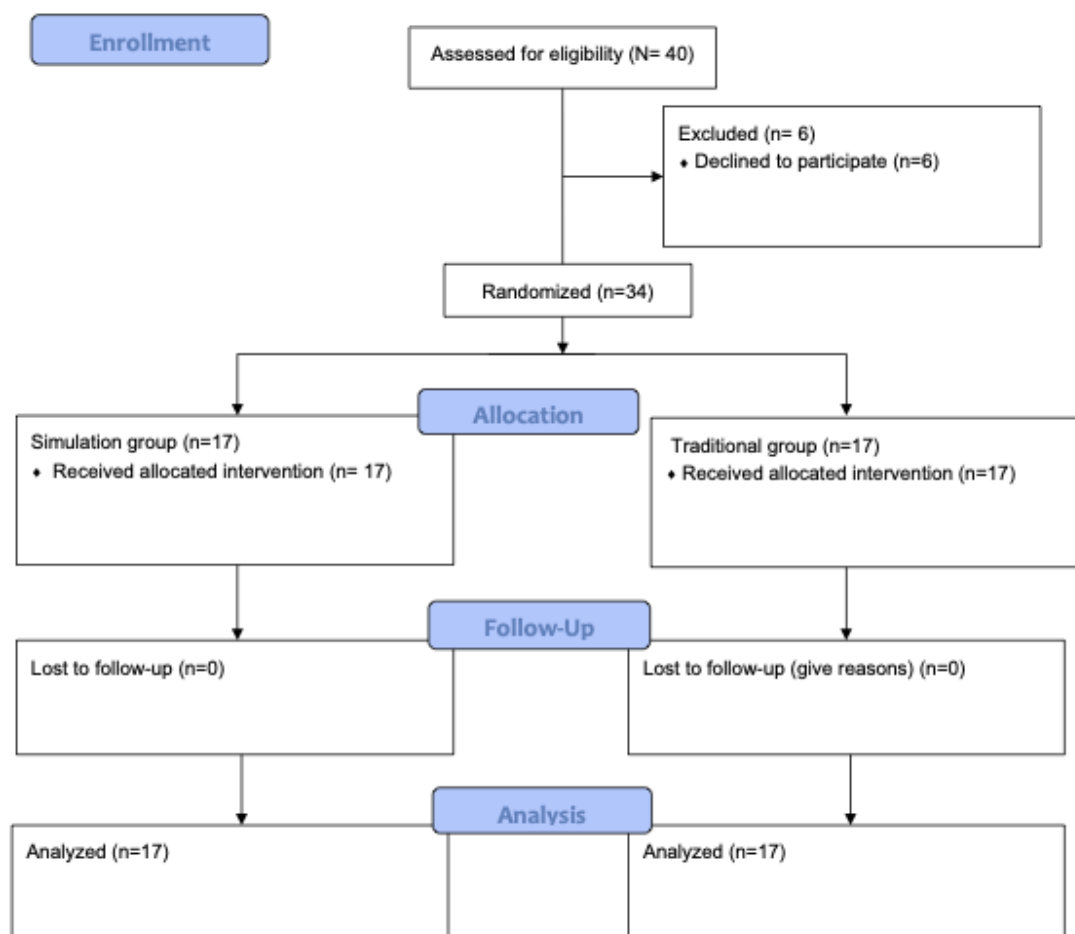 Enrollment
Assessed for eligibility (N= 40)
Excluded (n= 6)
♦ Declined to participate (n=6)
Randomized (n=34)
Allocation
Simulation group (n=17)
♦ Received allocated intervention (n= 17)
Traditional group (n=17)
♦ Received allocated intervention (n=17)
Follow-Up
Lost to follow-up (n=0)
Lost to follow-up (give reasons) (n=0)
Analysis
Analyzed (n=17)
Analyzed (n=17)